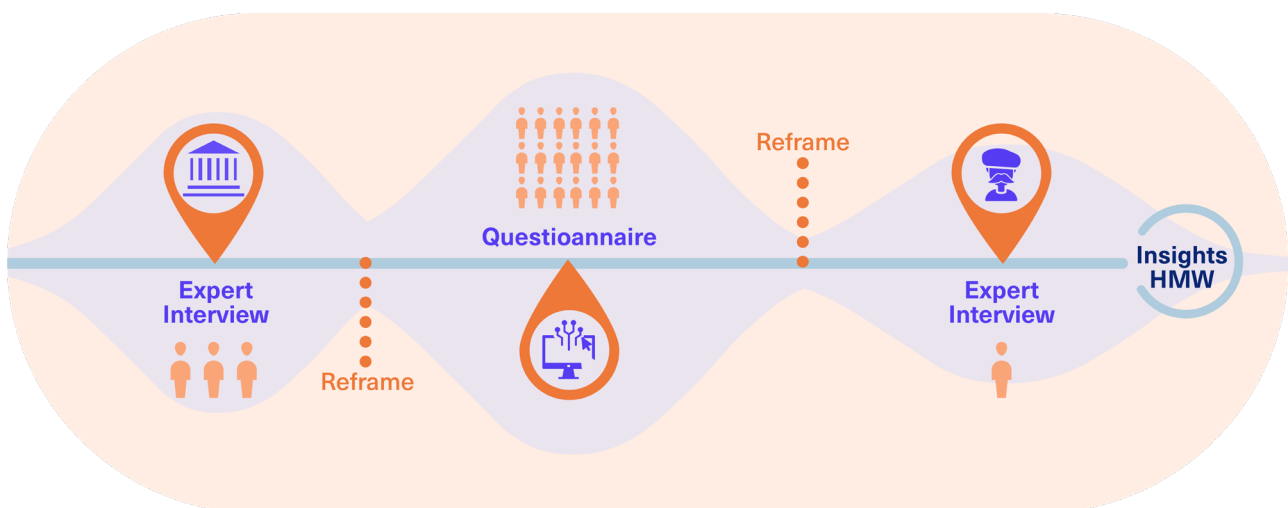 Expert
Interview
Reframe
Questioannaire
Reframe
Expert
Interview
Insights
HMW